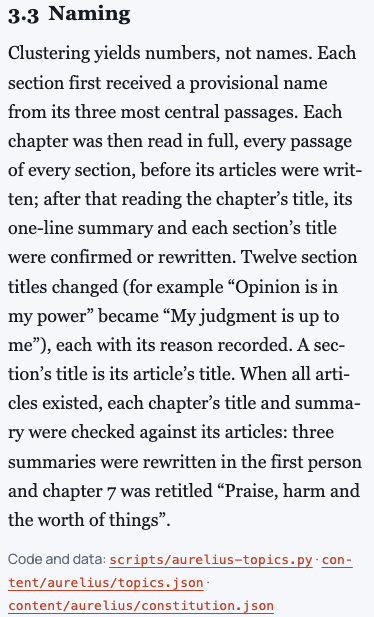 3.3 Naming
Clustering yields numbers, not names. Each
section first received a provisional name
from its three most central passages. Each
chapter was then read in full, every passage
of every section, before its articles were writ-
ten; after that reading the chapter’s title, its
one-line summary and each section’s title
were confirmed or rewritten. Twelve section
titles changed (for example “Opinion is in
my power” became “My judgment is up to
me”), each with its reason recorded. A sec-
tion’s title is its article’s title. When all arti-
cles existed, each chapter’s title and summa-
ry were checked against its articles: three
summaries were rewritten in the first person
and chapter 7 was retitled “Praise, harm and
the worth of things”.
Code and data: scripts/aurelius-topics.py · con-
tent/aurelius/topics.json ·
content/aurelius/constitution.json